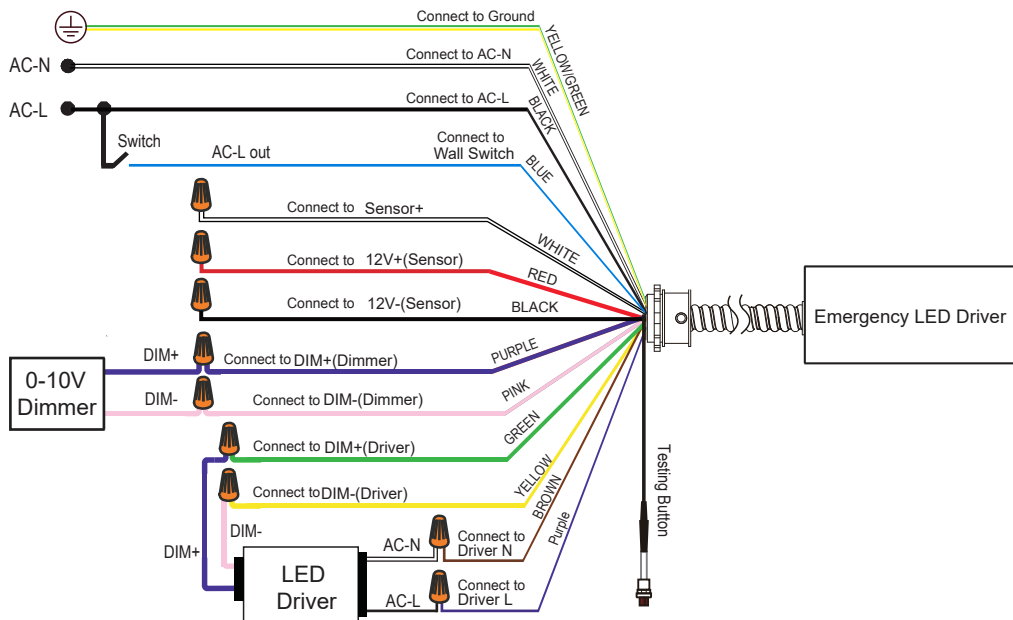 Connect to Ground
YELLOW/GREEN
AC-N
Connect to AC-N
WHITE
AC-L
Connect to AC-L
BLACK
Switch
AC-L out
Connect to
Wall Switch
BLUE
Connect to Sensor+
WHITE
Connect to 12V+(Sensor)
RED
Connect to 12V-(Sensor)
BLACK
Emergency LED Driver
0-10V
Dimmer
DIM+
Connect to DIM+(Dimmer)
PURPLE
DIM-
Connect to DIM-(Dimmer)
PINK
Connect to DIM+(Driver)
GREEN
Connect to DIM-(Driver)
YELLOW
BROWN
Purple
Testing Button
DIM+
DIM-
LED
Driver
AC-N
Connect to
Driver N
AC-L
Connect to
Driver L